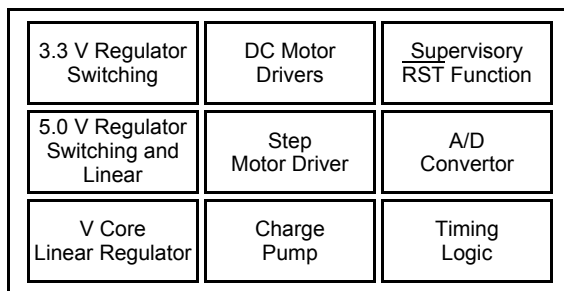 3.3 V Regulator
Switching
DC Motor
Drivers
Supervisory
RST Function
5.0 V Regulator
Switching and
Linear
Step
Motor Driver
A/D
Convertor
V Core
Linear Regulator
Charge
Pump
Timing
Logic